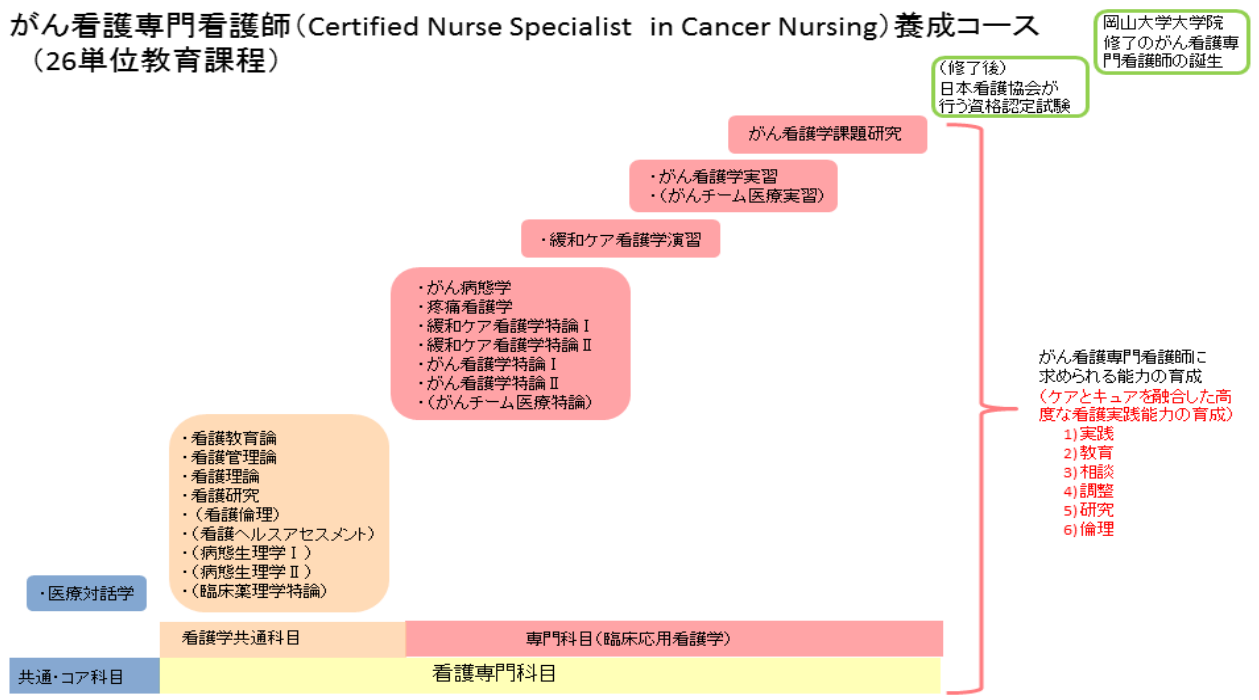 がん看護専門看護師(Certified Nurse Specialist in Cancer Nursing)養成コース
(26単位教育課程)
岡山大学大学院
修了のがん看護専
門看護師の誕生
(修了後)
日本看護協会が
行う資格認定試験
がん看護学課題研究
・がん看護学実習
・(がんチーム医療実習)
・緩和ケア看護学演習
・がん病態学
・疼痛看護学
・緩和ケア看護学特論Ⅰ
・緩和ケア看護学特論Ⅱ
・がん看護学特論Ⅰ
・がん看護学特論Ⅱ
・(がんチーム医療特論)
がん看護専門看護師に
求められる能力の育成
(ケアとキュアを融合した高
度な看護実践能力の育成)
1)実践
2)教育
3)相談
4)調整
5)研究
6)倫理
・看護教育論
・看護管理論
・看護理論
・看護研究
・(看護倫理)
・(看護ヘルスアセスメント)
・(病態生理学Ⅰ)
・(病態生理学Ⅱ)
・(臨床薬理学特論)
・医療対話学
看護学共通科目
専門科目(臨床応用看護学)
共通・コア科目
看護専門科目